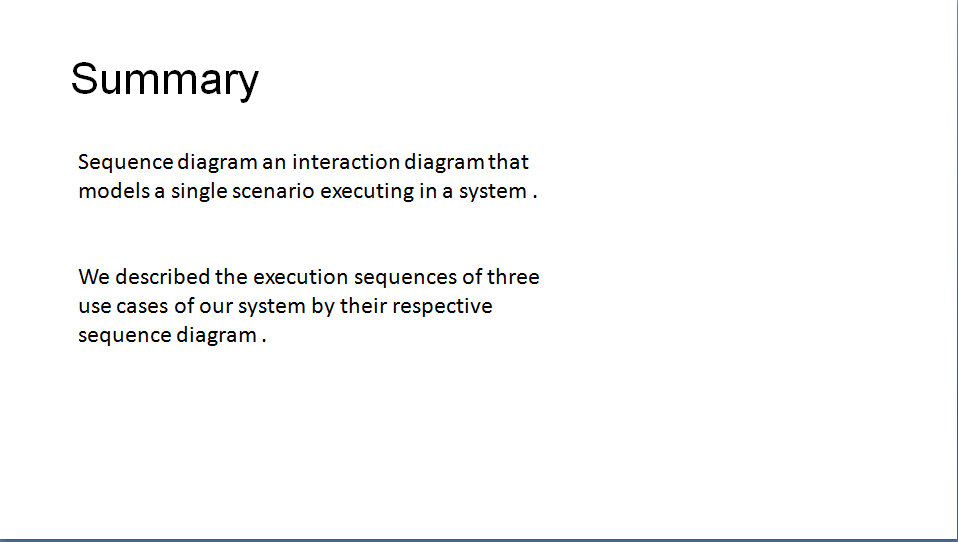 Summary
Sequence diagram an interaction diagram that
models a single scenario executing in a system .
We described the execution sequences of three
use cases of our system by their respective
sequence diagram .